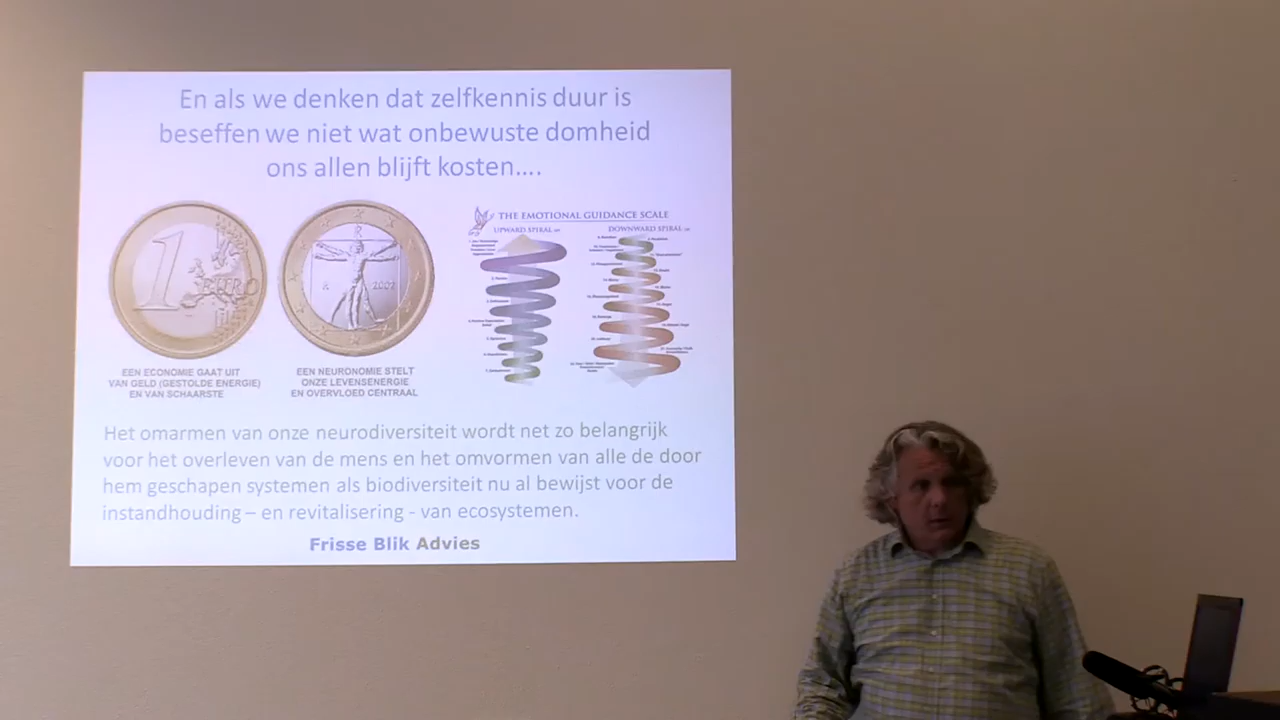 En als we denken dat zelfkennis duur is
beseffen we niet wat onbewuste domheid
ons allen blijft kosten....
1
EURO
R
2002
THE EMOTIONAL GUIDANCE SCALE
UPWARD SPIRAL
DOWNWARD SPIRAL
EEN ECONOMIE GAAT UIT
VAN GELD (GESTOLDE ENERGIE)
EN VAN SCHAARSTE
EEN NEURONOMIE STELT
ONZE LEVENSENERGIE
EN OVERVLOED CENTRAAL
Het omarmen van onze neurodiversiteit wordt net zo belangrijk
voor het overleven van de mens en het omvormen van alle de door
hem geschapen systemen als biodiversiteit nu al bewijst voor de
instandhouding – en revitalisering - van ecosystemen.
Frisse Blik Advies